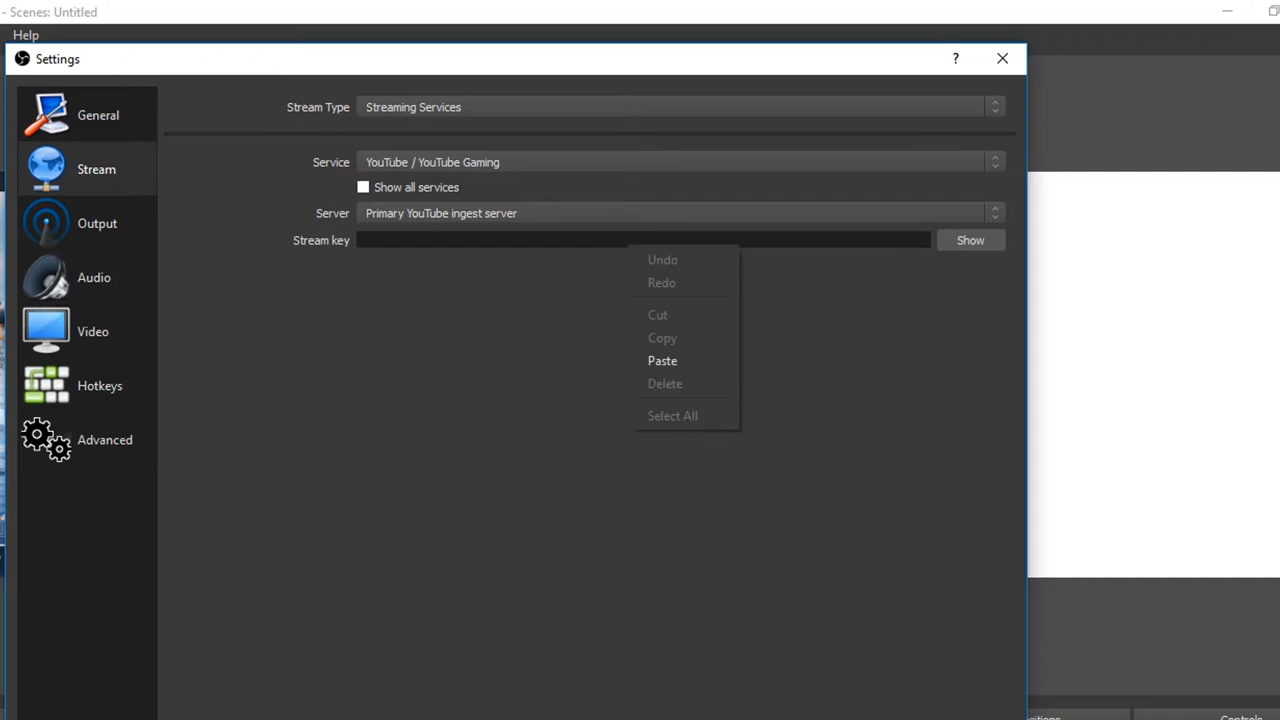 - Scenes: Untitled
Help
Settings
?
General
Stream
Output
Audio
Video
Hotkeys
Advanced
Stream Type Streaming Services
Service YouTube / YouTube Gaming
Show all services
Server Primary YouTube ingest server
Stream key Show
Undo
Redo
Cut
Copy
Paste
Delete
Select All
Controls